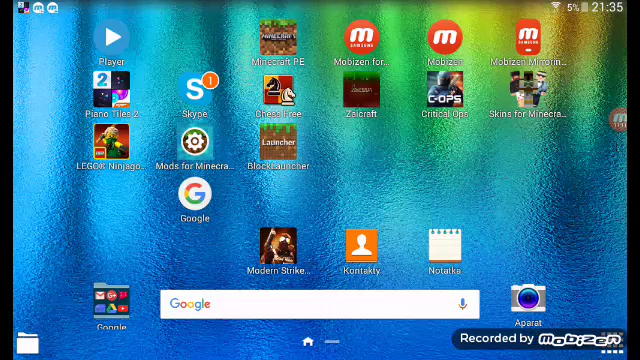 5% 21:35
Player
Minecraft PE
Mobizen for...
Mobizen
Mobizen Mirrorin...
Piano Tiles 2
Skype
Chess Free
Zalcraft
Critical Ops
Skins for Minecra...
LEGO® Ninjago...
Mods for Minecra...
Launcher
BlockLauncher
Google
Modern Strike...
Kontakty
Notatka
Google
Google
Aparat
Recorded by mobizen